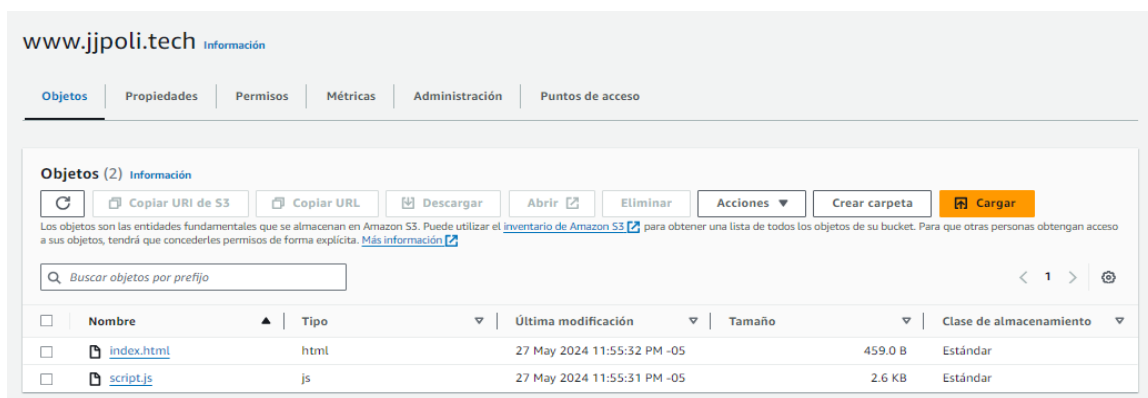 www.jjpoli.tech Información
Objetos Propiedades Permisos Métricas Administración Puntos de acceso
Objetos (2) Información
Copiar URI de S3 Copiar URL Descargar Abrir Eliminar Acciones Crear carpeta Cargar
Los objetos son las entidades fundamentales que se almacenan en Amazon S3. Puede utilizar el inventario de Amazon S3 para obtener una lista de todos los objetos de su bucket. Para que otras personas obtengan acceso
a sus objetos, tendrá que concederles permisos de forma explícita. Más información
Buscar objetos por prefijo 1
Nombre Tipo Última modificación Tamaño Clase de almacenamiento
index.html html 27 May 2024 11:55:32 PM -05 459.0 B Estándar
script.js js 27 May 2024 11:55:31 PM -05 2.6 KB Estándar